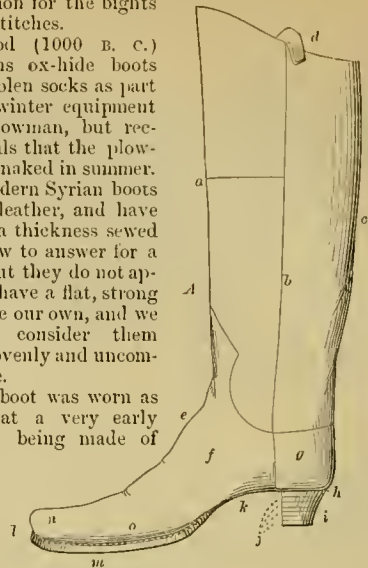 ion for the bights
stitches.
od (1000 B. C.)
ns ox-hide boots
olen socks as part
winter equipment
owman, but rec-
ds that the plow-
naked in summer.
dern Syrian boots
leather, and have
a thickness sewed
w to answer for a
ut they do not ap-
have a flat, strong
e our own, and we
consider them
ovenly and uncom-
e.
boot was worn as
at a very early
being made of
d
a
c
b
A
e
f
g
h
k
i
j
l
n
o
m